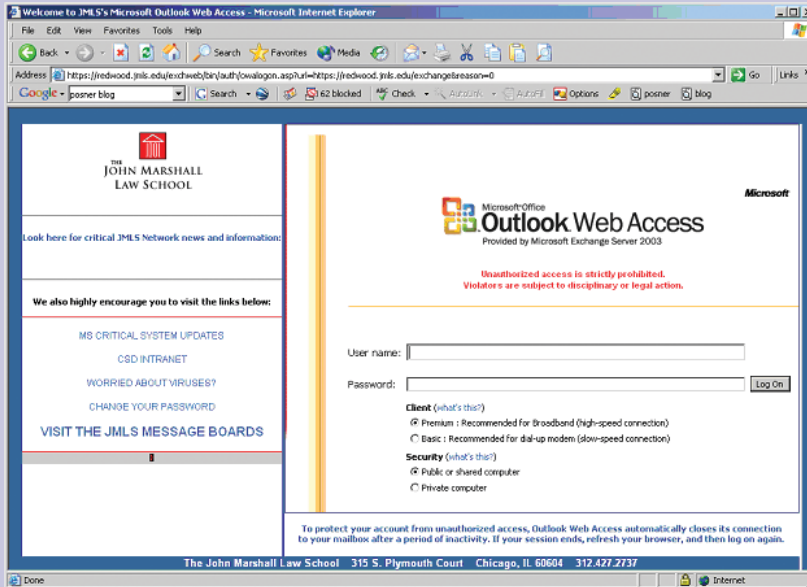 Welcome to JMLS's Microsoft Outlook Web Access - Microsoft Internet Explorer
File Edit View Favorites Tools Help
Back Search Favorites Media
Address https://redwood.jmls.edu/exchweb/bin/auth/owalogon.asp?url=https://redwood.jmls.edu/exchange&reason=0 Go Links
Google posner blog Search 162 blocked Check AutoLink AutoFill Options posner blog
THE
JOHN MARSHALL
LAW SCHOOL
Look here for critical JMLS Network news and information:
We also highly encourage you to visit the links below:
MS CRITICAL SYSTEM UPDATES
CSD INTRANET
WORRIED ABOUT VIRUSES?
CHANGE YOUR PASSWORD
VISIT THE JMLS MESSAGE BOARDS
Microsoft
Microsoft Office
Outlook Web Access
Provided by Microsoft Exchange Server 2003
Unauthorized access is strictly prohibited.
Violators are subject to disciplinary or legal action.
User name:
Password: Log On
Client (what's this?)
Premium : Recommended for Broadband (high-speed connection)
Basic : Recommended for dial-up modem (slow-speed connection)
Security (what's this?)
Public or shared computer
Private computer
To protect your account from unauthorized access, Outlook Web Access automatically closes its connection
to your mailbox after a period of inactivity. If your session ends, refresh your browser, and then log on again.
The John Marshall Law School 315 S. Plymouth Court Chicago, IL 60604 312.427.2737
Done Internet